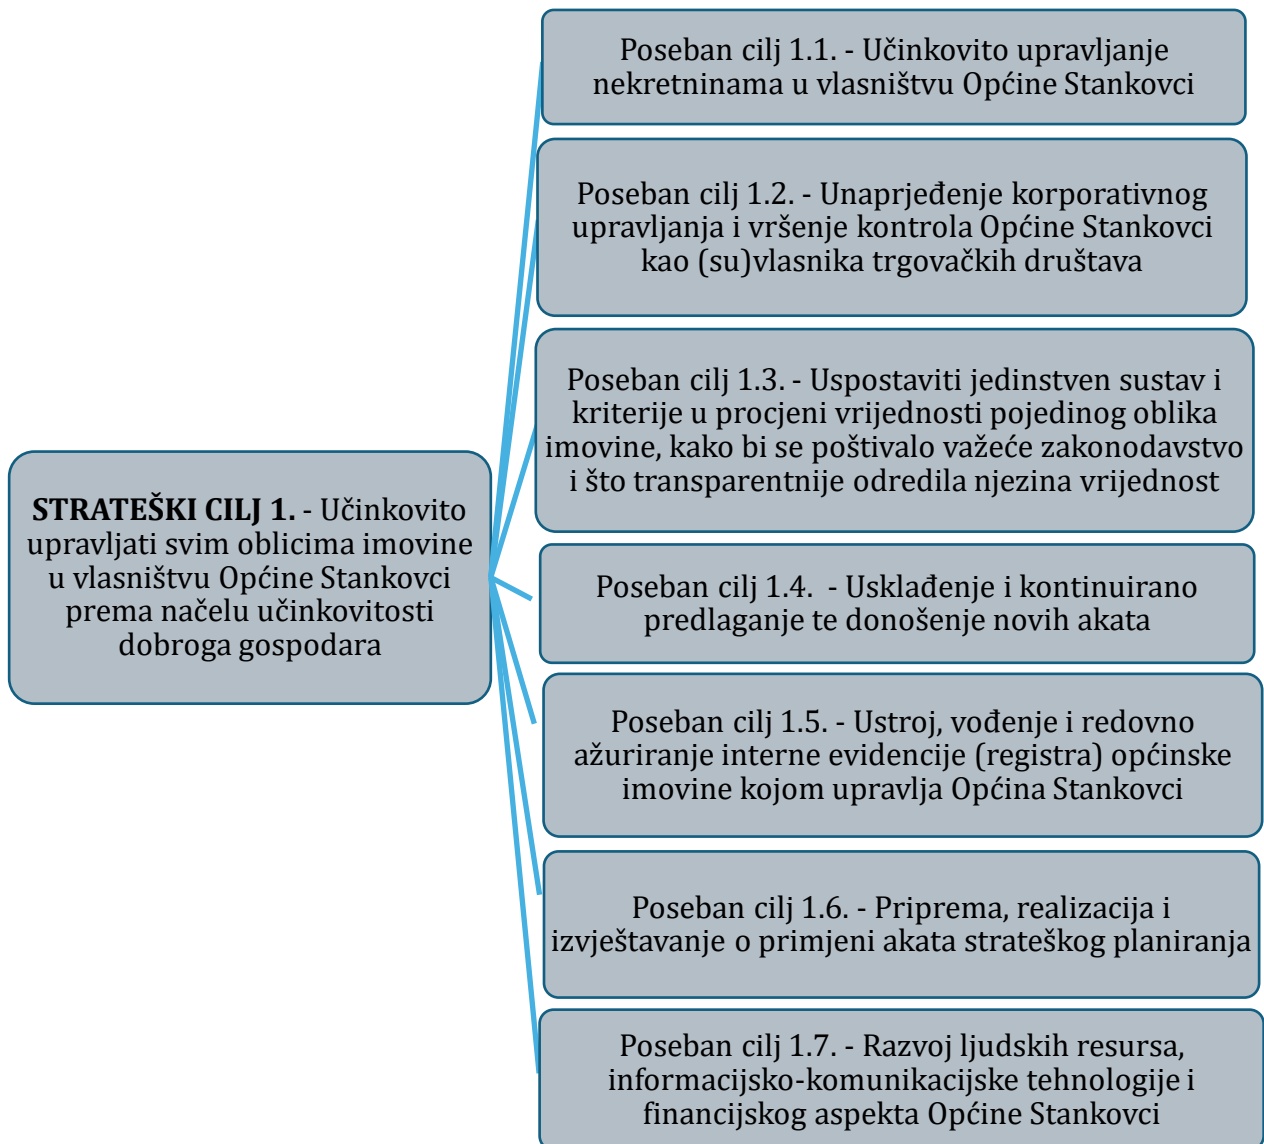 STRATEŠKI CILJ 1. - Učinkovito
upravljati svim oblicima imovine
u vlasništvu Općine Stankovci
prema načelu učinkovitosti
dobroga gospodara
Poseban cilj 1.1. - Učinkovito upravljanje
nekretninama u vlasništvu Općine Stankovci
Poseban cilj 1.2. - Unaprjeđenje korporativnog
upravljanja i vršenje kontrola Općine Stankovci
kao (su)vlasnika trgovačkih društava
Poseban cilj 1.3. - Uspostaviti jedinstven sustav i
kriterije u procjeni vrijednosti pojedinog oblika
imovine, kako bi se poštivalo važeće zakonodavstvo
i što transparentnije odredila njezina vrijednost
Poseban cilj 1.4. - Usklađenje i kontinuirano
predlaganje te donošenje novih akata
Poseban cilj 1.5. - Ustroj, vođenje i redovno
ažuriranje interne evidencije (registra) općinske
imovine kojom upravlja Općina Stankovci
Poseban cilj 1.6. - Priprema, realizacija i
izvještavanje o primjeni akata strateškog planiranja
Poseban cilj 1.7. - Razvoj ljudskih resursa,
informacijsko-komunikacijske tehnologije i
financijskog aspekta Općine Stankovci